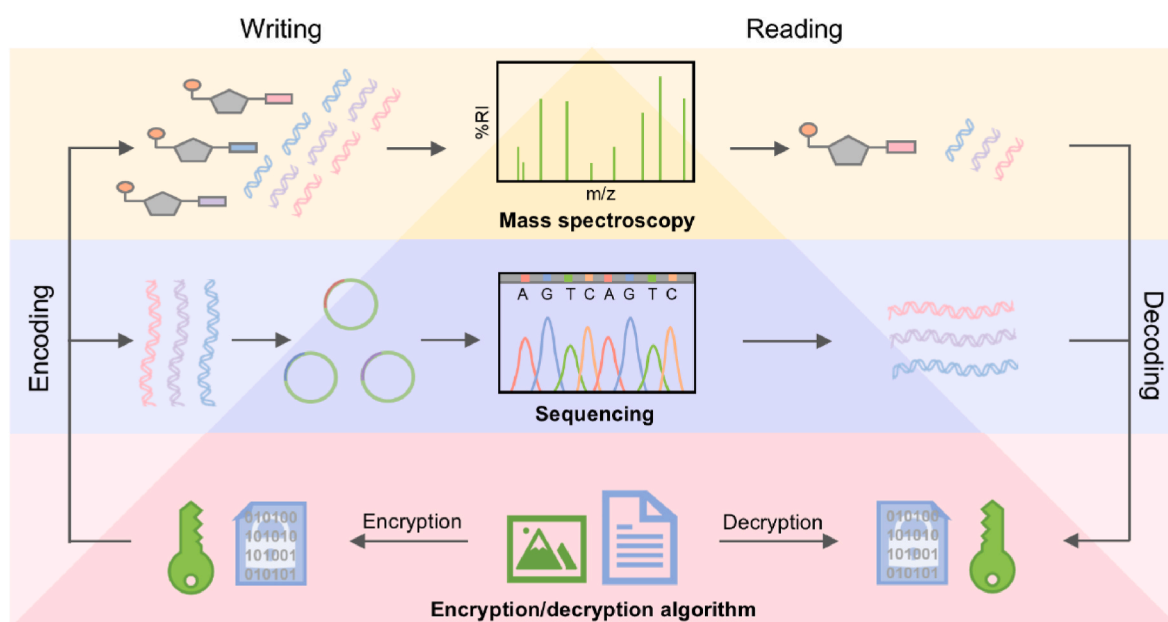 Writing
Reading
%RI
m/z
Mass spectroscopy
Encoding
Decoding
A G T C A G T C
Sequencing
010100
101010
101001
010101
Encryption
Decryption
010100
101010
101001
010101
Encryption/decryption algorithm